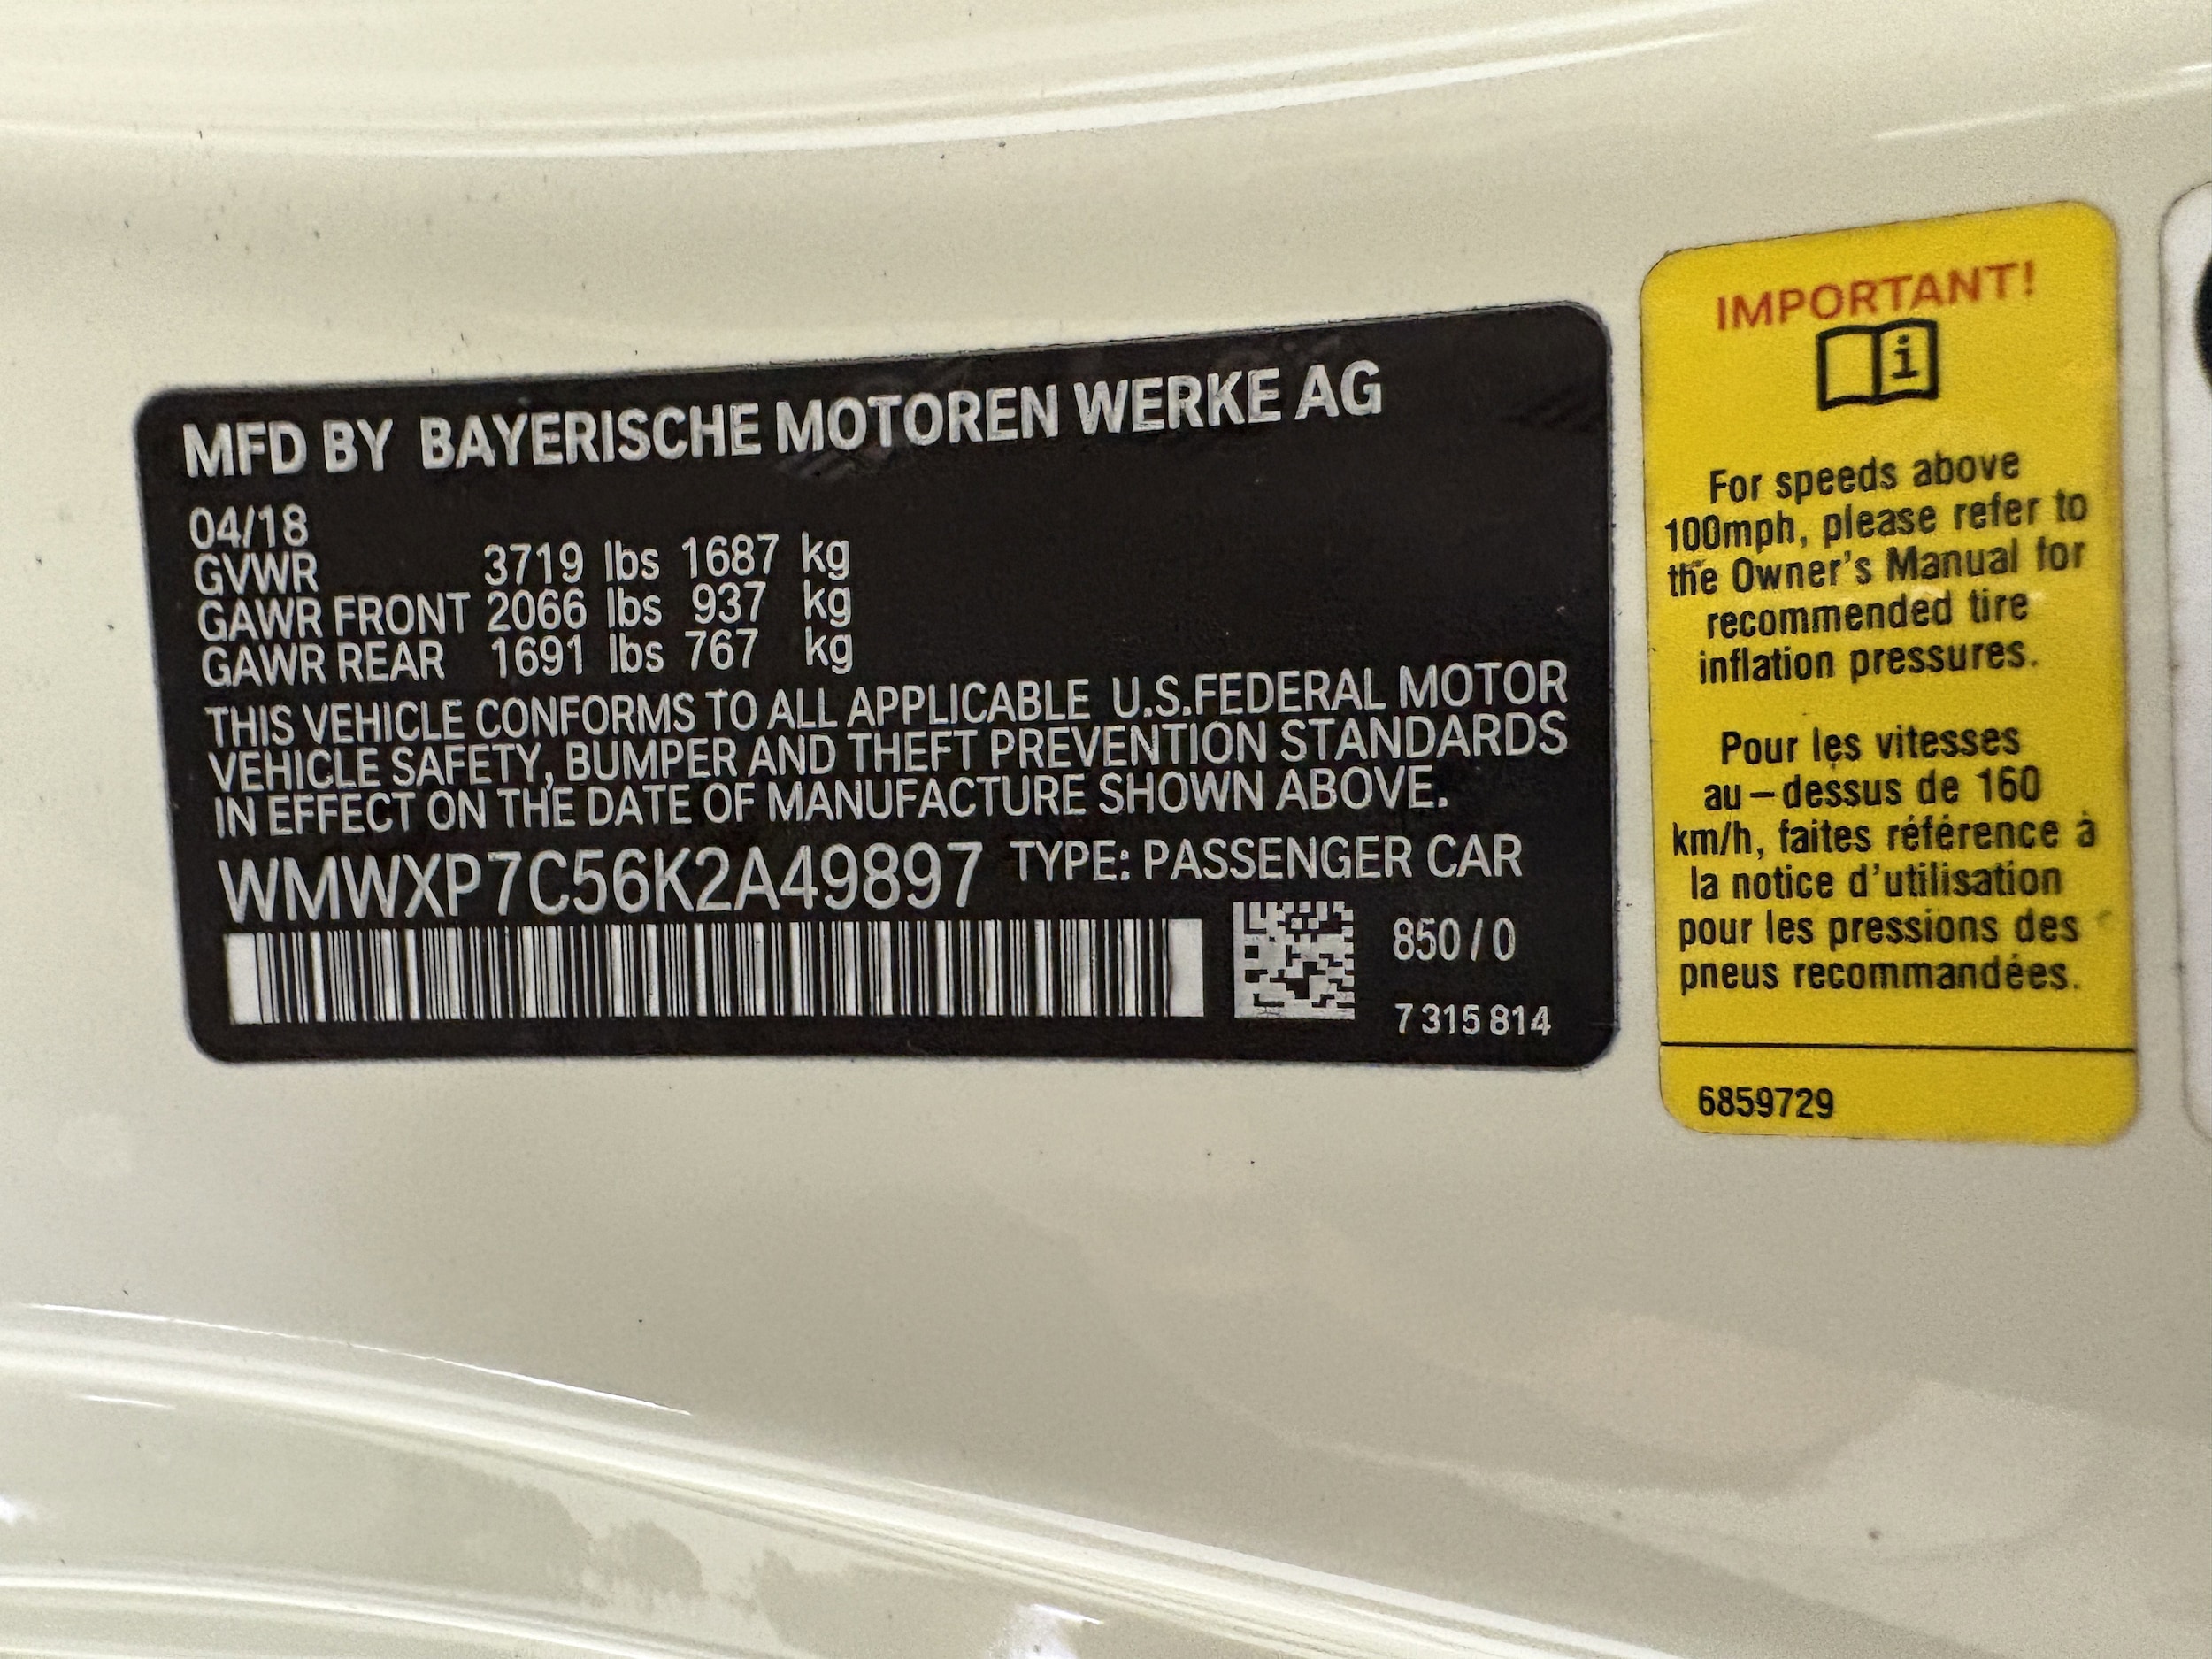 MFD BY BAYERISCHE MOTOREN WERKE AG
04/18
GVWR 3719 lbs 1687 kg
GAWR FRONT 2066 lbs 937 kg
GAWR REAR 1691 lbs 767 kg
THIS VEHICLE CONFORMS TO ALL APPLICABLE U.S.FEDERAL MOTOR
VEHICLE SAFETY, BUMPER AND THEFT PREVENTION STANDARDS
IN EFFECT ON THE DATE OF MANUFACTURE SHOWN ABOVE.
WMWXP7C56K2A49897 TYPE: PASSENGER CAR
850/0
7 315 814
IMPORTANT!
i
For speeds above
100mph, please refer to
the Owner's Manual for
recommended tire
inflation pressures.
Pour les vitesses
au-dessus de 160
km/h, faites référence à
la notice d'utilisation
pour les pressions des
pneus recommandées.
6859729